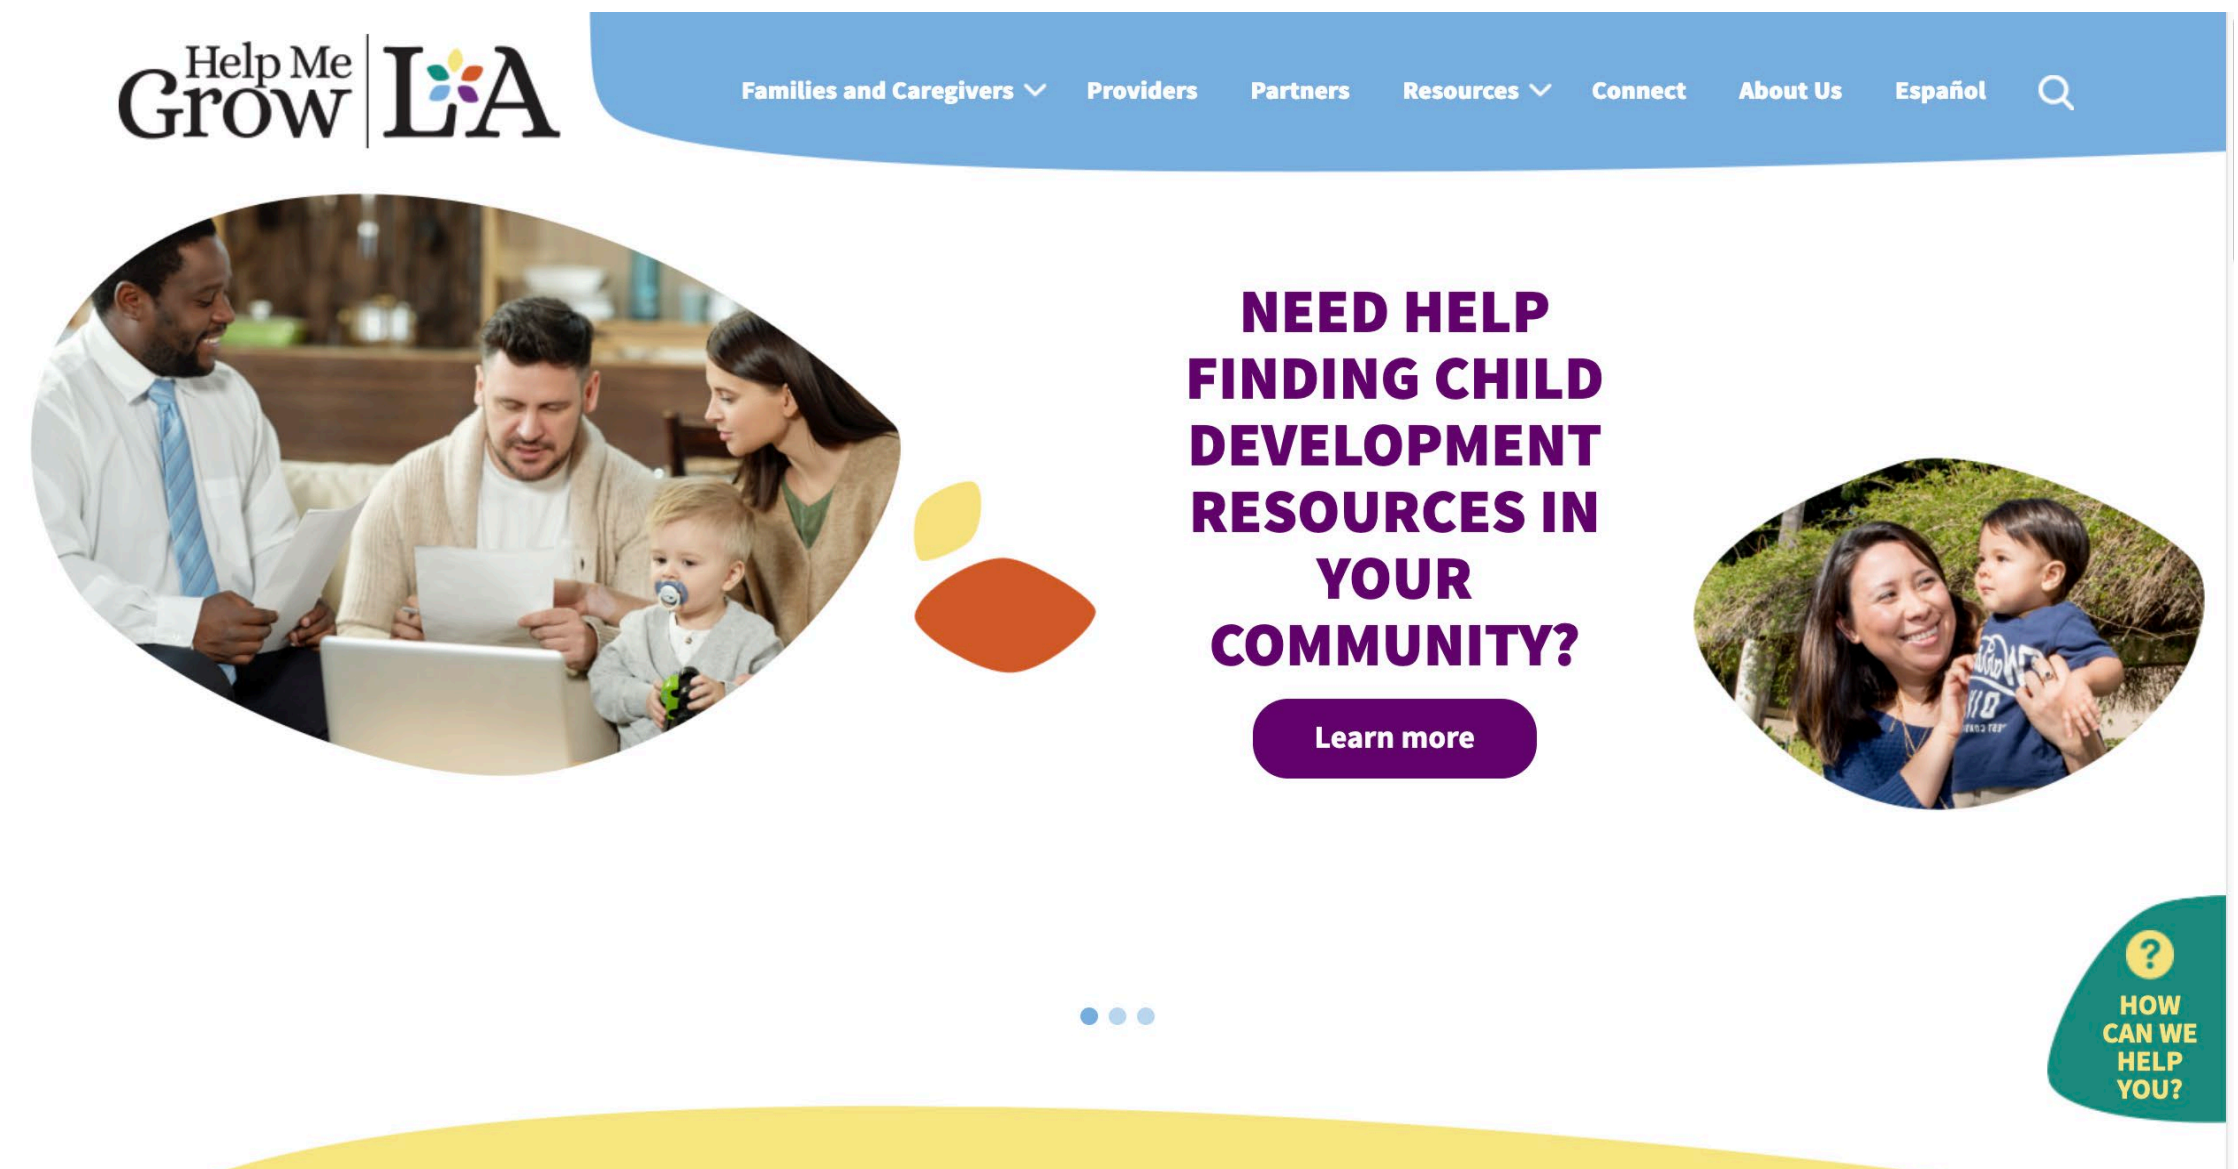 Help Me
Grow
LA
Families and Caregivers
Providers
Partners
Resources
Connect
About Us
Español
NEED HELP
FINDING CHILD
DEVELOPMENT
RESOURCES IN
YOUR
COMMUNITY?
Learn more
?
HOW
CAN WE
HELP
YOU?